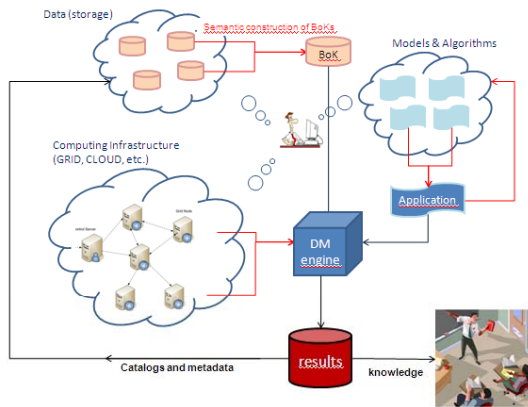 Data (storage)
Semantic construction of BoKs
BoK
Models & Algorithms
Computing Infrastructure
(GRID, CLOUD, etc.)
Application
DM
engine
results
Catalogs and metadata
knowledge